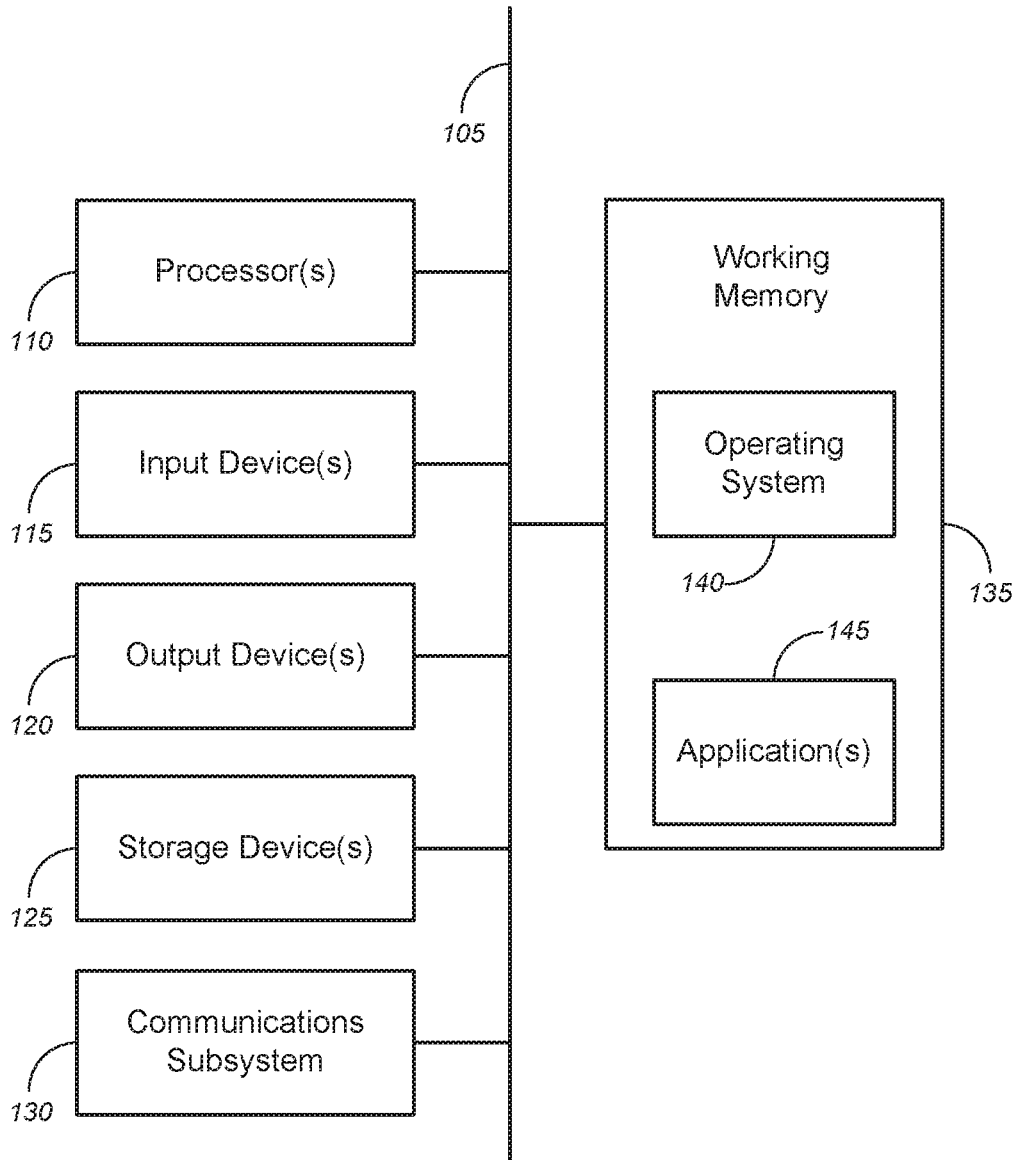 105
Processor(s)
110
Input Device(s)
115
Output Device(s)
120
Storage Device(s)
125
Communications
Subsystem
130
Working
Memory
Operating
System
140
135
145
Application(s)